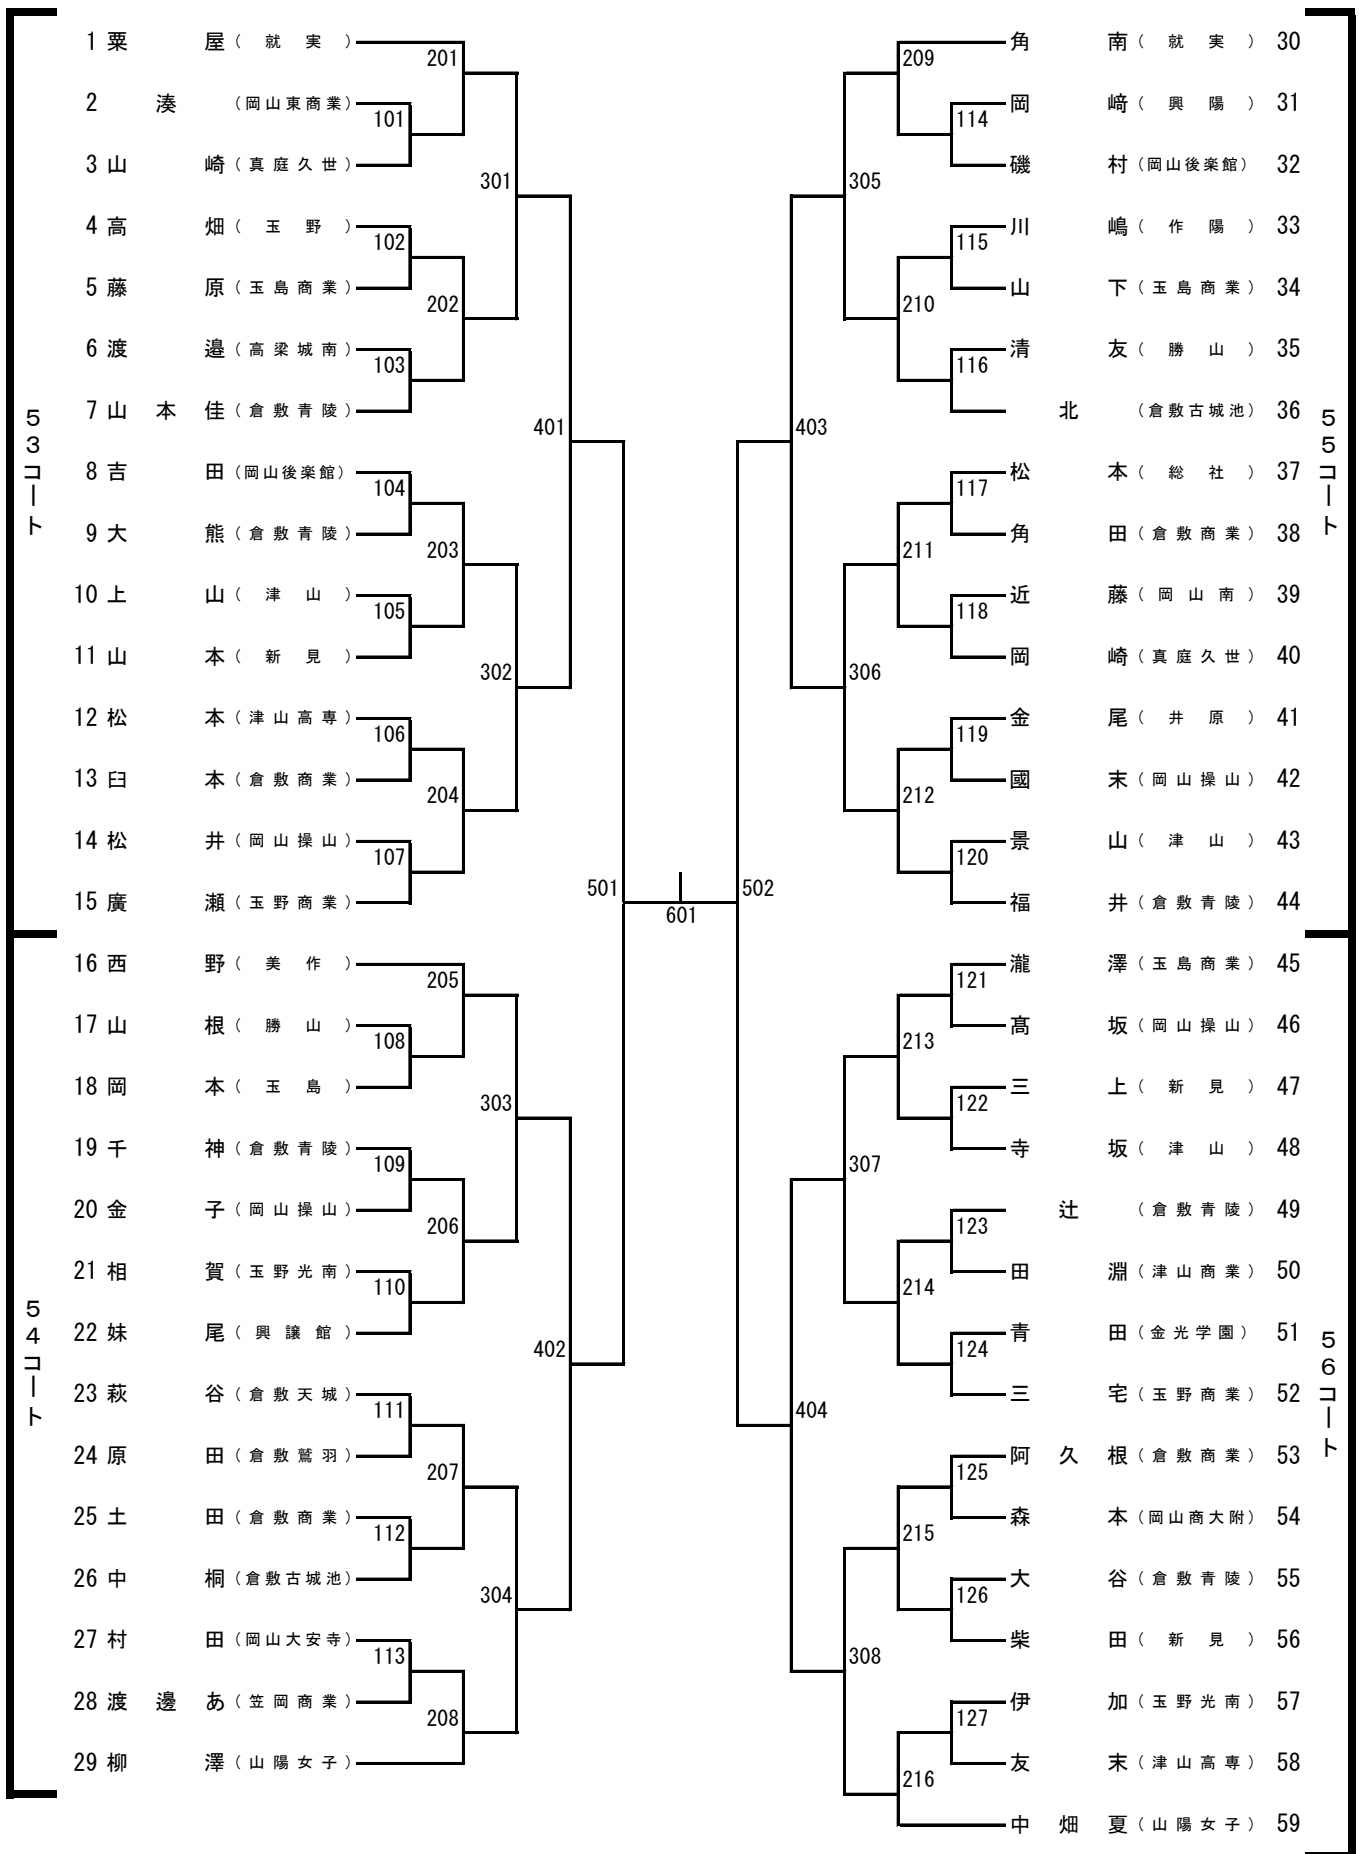 1 粟屋（就実）
2 湊（岡山東商業）
3 山崎（真庭久世）
4 高畑（玉野）
5 藤原（玉島商業）
6 渡邉（高梁城南）
7 山本佳（倉敷青陵）
8 吉田（岡山後楽館）
9 大熊（倉敷青陵）
10 上山（津山）
11 山本（新見）
12 松本（津山高専）
13 臼本（倉敷商業）
14 松井（岡山操山）
15 廣瀬（玉野商業）
16 西野（美作）
17 山根（勝山）
18 岡本（玉島）
19 千神（倉敷青陵）
20 金子（岡山操山）
21 相賀（玉野光南）
22 妹尾（興譲館）
23 萩谷（倉敷天城）
24 原田（倉敷鷲羽）
25 土田（倉敷商業）
26 中桐（倉敷古城池）
27 村田（岡山大安寺）
28 渡邊あ（笠岡商業）
29 柳澤（山陽女子）
53コート
54コート
101
102
103
104
105
106
107
108
109
110
111
112
113
201
202
203
204
205
206
207
208
301
302
303
304
401
402
501
601
502
403
404
305
306
307
308
209
210
211
212
213
214
215
216
114
115
116
117
118
119
120
121
122
123
124
125
126
127
角南（就実） 30
岡﨑（興陽） 31
磯村（岡山後楽館） 32
川嶋（作陽） 33
山下（玉島商業） 34
清友（勝山） 35
北（倉敷古城池） 36
松本（総社） 37
角田（倉敷商業） 38
近藤（岡山南） 39
岡崎（真庭久世） 40
金尾（井原） 41
國末（岡山操山） 42
景山（津山） 43
福井（倉敷青陵） 44
瀧澤（玉島商業） 45
髙坂（岡山操山） 46
三上（新見） 47
寺坂（津山） 48
辻（倉敷青陵） 49
田淵（津山商業） 50
青田（金光学園） 51
三宅（玉野商業） 52
阿久根（倉敷商業） 53
森本（岡山商大附） 54
大谷（倉敷青陵） 55
柴田（新見） 56
伊加（玉野光南） 57
友末（津山高専） 58
中畑夏（山陽女子） 59
55コート
56コート